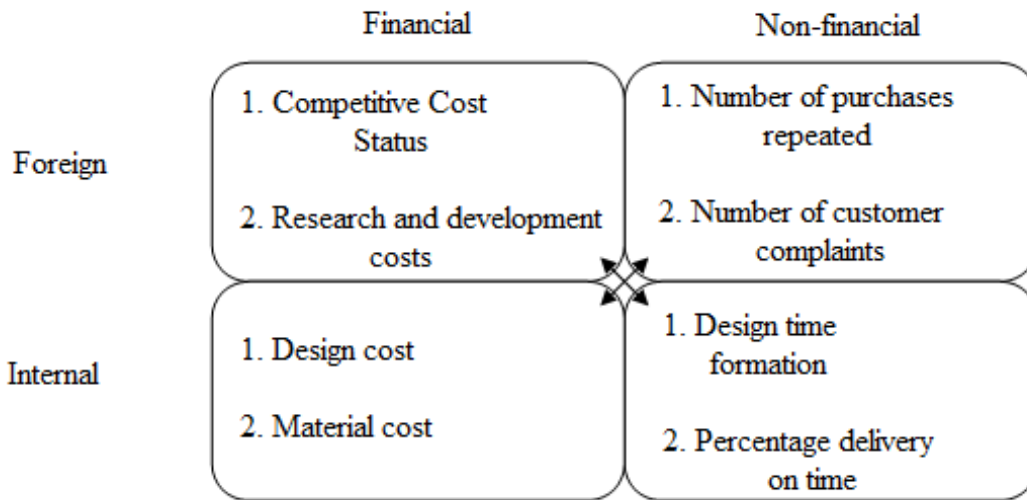 Financial
Non-financial
Foreign
1. Competitive Cost
Status
2. Research and development
costs
1. Number of purchases
repeated
2. Number of customer
complaints
Internal
1. Design cost
2. Material cost
1. Design time
formation
2. Percentage delivery
on time